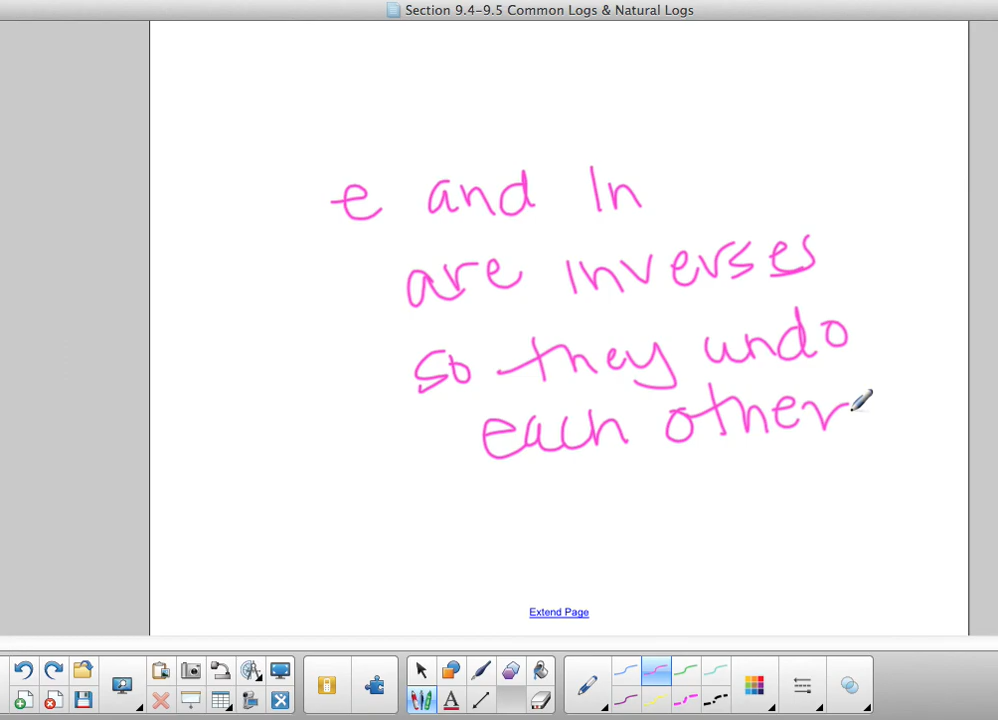 Section 9.4-9.5 Common Logs & Natural Logs
e and ln
are inverses
so they undo
each other
Extend Page